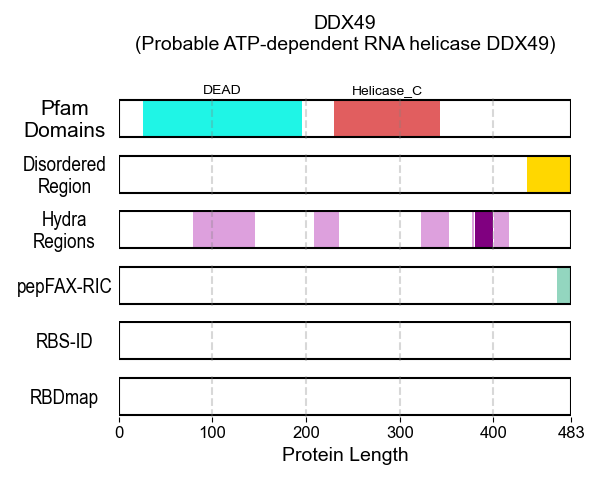 DDX49
(Probable ATP-dependent RNA helicase DDX49)
DEAD
Helicase_C
Pfam
Domains
Disordered
Region
Hydra
Regions
pepFAX-RIC
RBS-ID
RBDmap
0 100 200 300 400 483
Protein Length